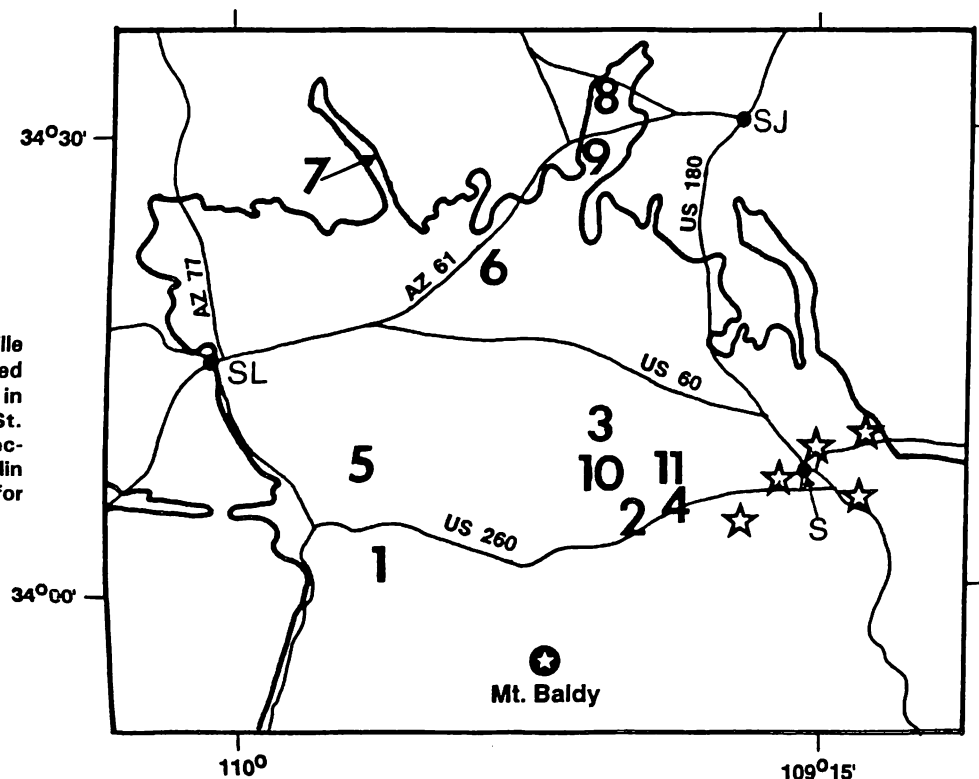 8
SJ
34°30'
9
7
US 180
6
AZ 61
AZ 77
SL
US 60
lle
ed
in
St.
ec-
lin
for
3
5
10
11
2
4
S
US 260
1
34°00'
Mt. Baldy
110°
109°15'